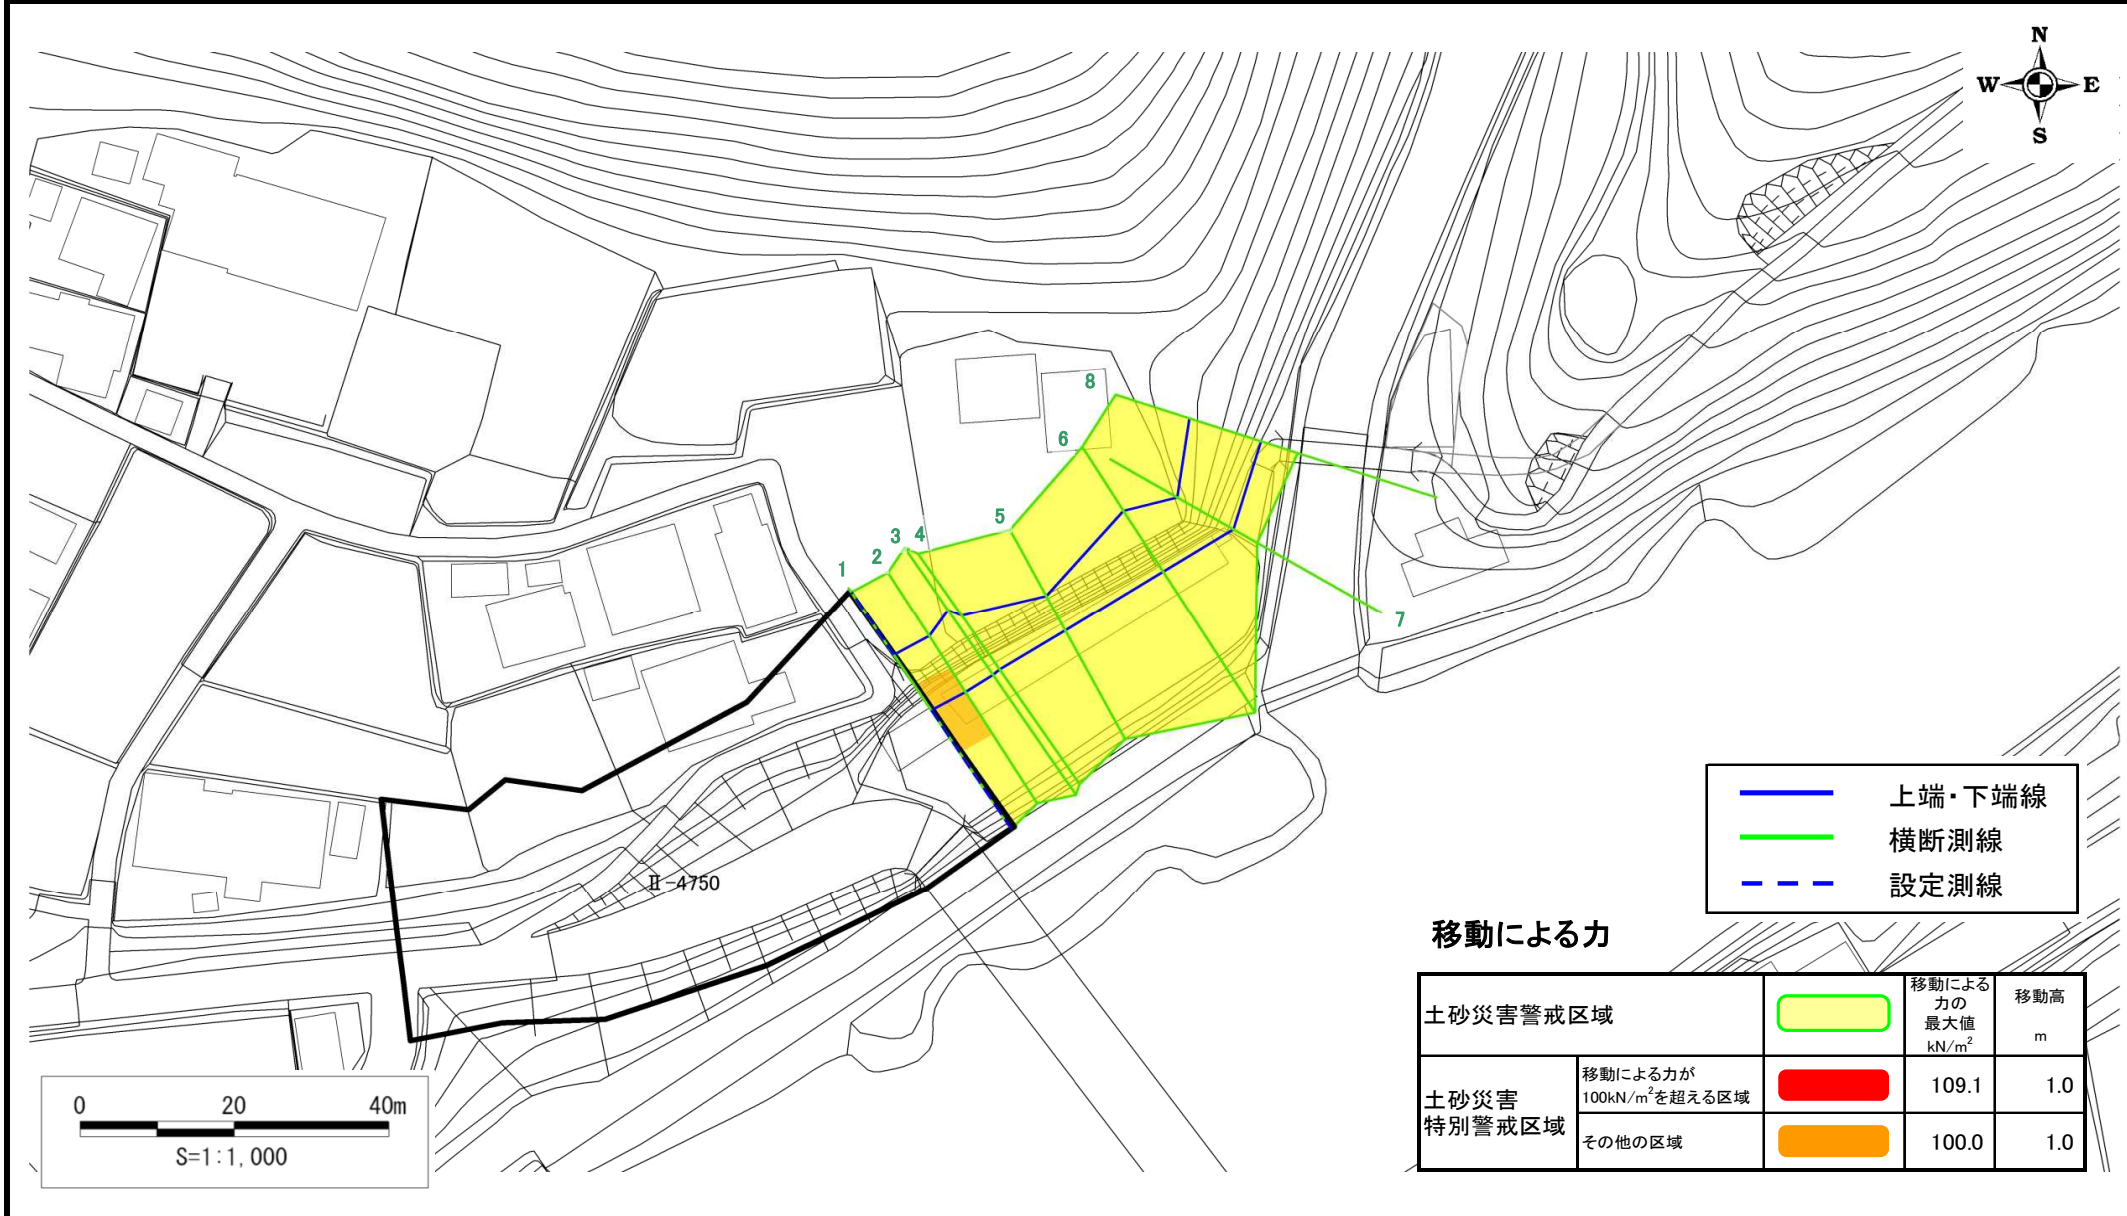 N
W E
S
8
6
5
3 4
2
1
7
Ⅱ-4750
上端・下端線
横断測線
設定測線
移動による力
土砂災害警戒区域
移動による
力の
最大値
kN/m²
移動高
m
土砂災害
特別警戒区域
移動による力が
100kN/m²を超える区域
109.1
1.0
その他の区域
100.0
1.0
0 20 40m
S=1:1,000